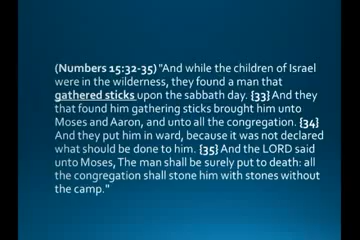 (Numbers 15:32-35) "And while the children of Israel
were in the wilderness, they found a man that
gathered sticks upon the sabbath day. {33} And they
that found him gathering sticks brought him unto
Moses and Aaron, and unto all the congregation. {34}
And they put him in ward, because it was not declared
what should be done to him. {35} And the LORD said
unto Moses, The man shall be surely put to death: all
the congregation shall stone him with stones without
the camp."